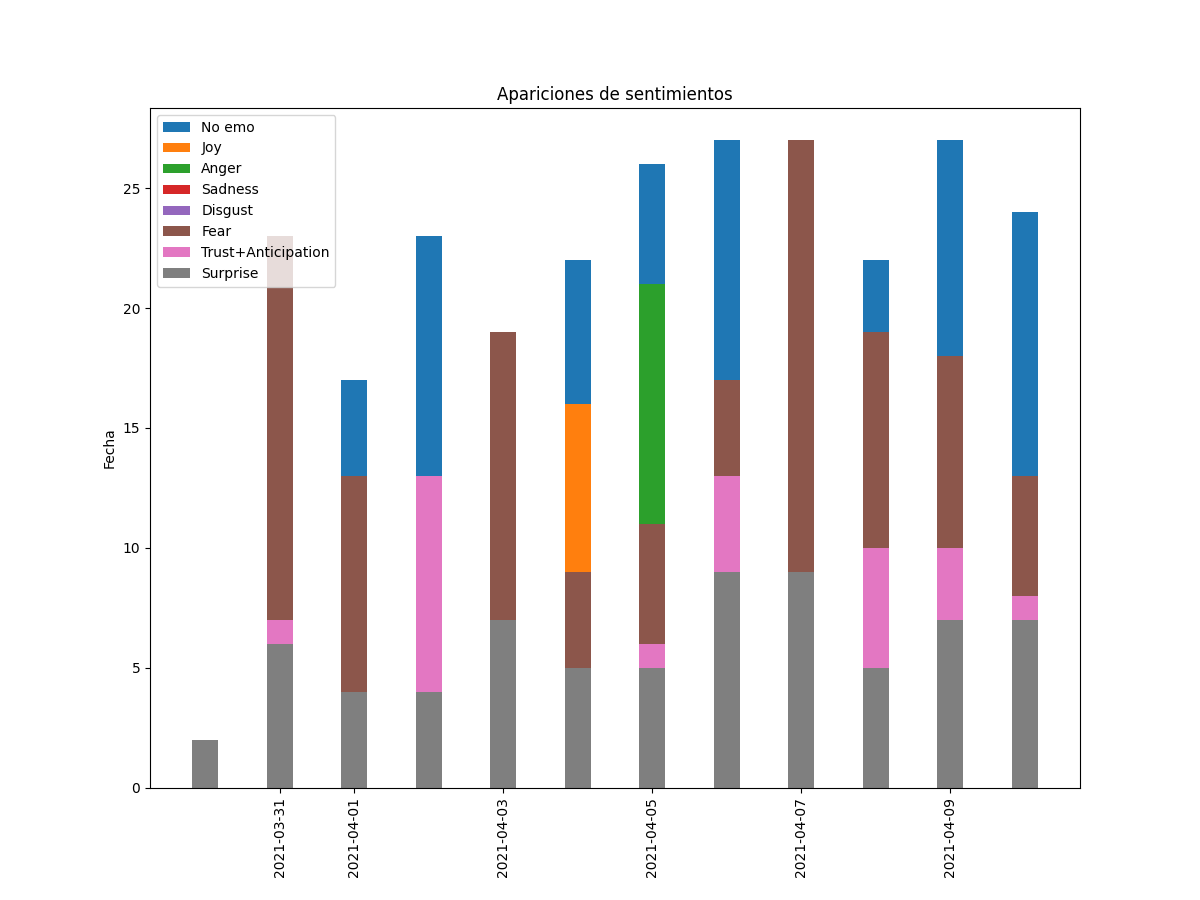 Apariciones de sentimientos
No emo
Joy
Anger
Sadness
Disgust
Fear
Trust+Anticipation
Surprise
Fecha
25
20
15
10
5
0
2021-03-31
2021-04-01
2021-04-03
2021-04-05
2021-04-07
2021-04-09